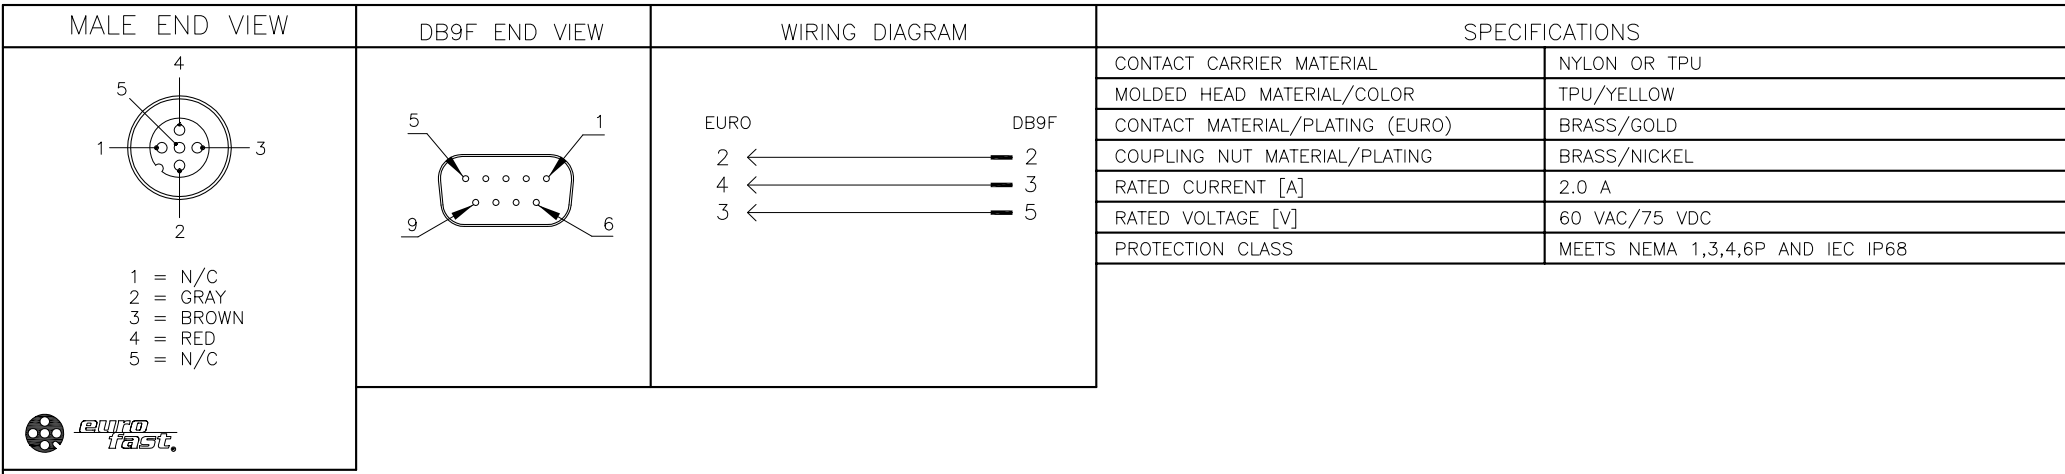 MALE END VIEW
4
5
1
3
2
1 = N/C
2 = GRAY
3 = BROWN
4 = RED
5 = N/C
euro
fast®
DB9F END VIEW
5
1
9
6
WIRING DIAGRAM
EURO DB9F
2 2
4 3
3 5
SPECIFICATIONS
CONTACT CARRIER MATERIAL NYLON OR TPU
MOLDED HEAD MATERIAL/COLOR TPU/YELLOW
CONTACT MATERIAL/PLATING (EURO) BRASS/GOLD
COUPLING NUT MATERIAL/PLATING BRASS/NICKEL
RATED CURRENT [A] 2.0 A
RATED VOLTAGE [V] 60 VAC/75 VDC
PROTECTION CLASS MEETS NEMA 1,3,4,6P AND IEC IP68